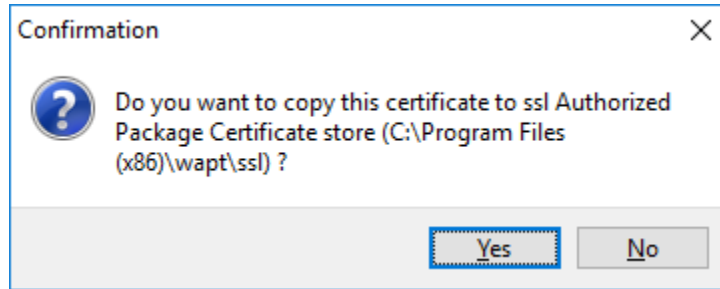 Confirmation
Do you want to copy this certificate to ssl Authorized
Package Certificate store (C:\Program Files
(x86)\wapt\ssl) ?
Yes No